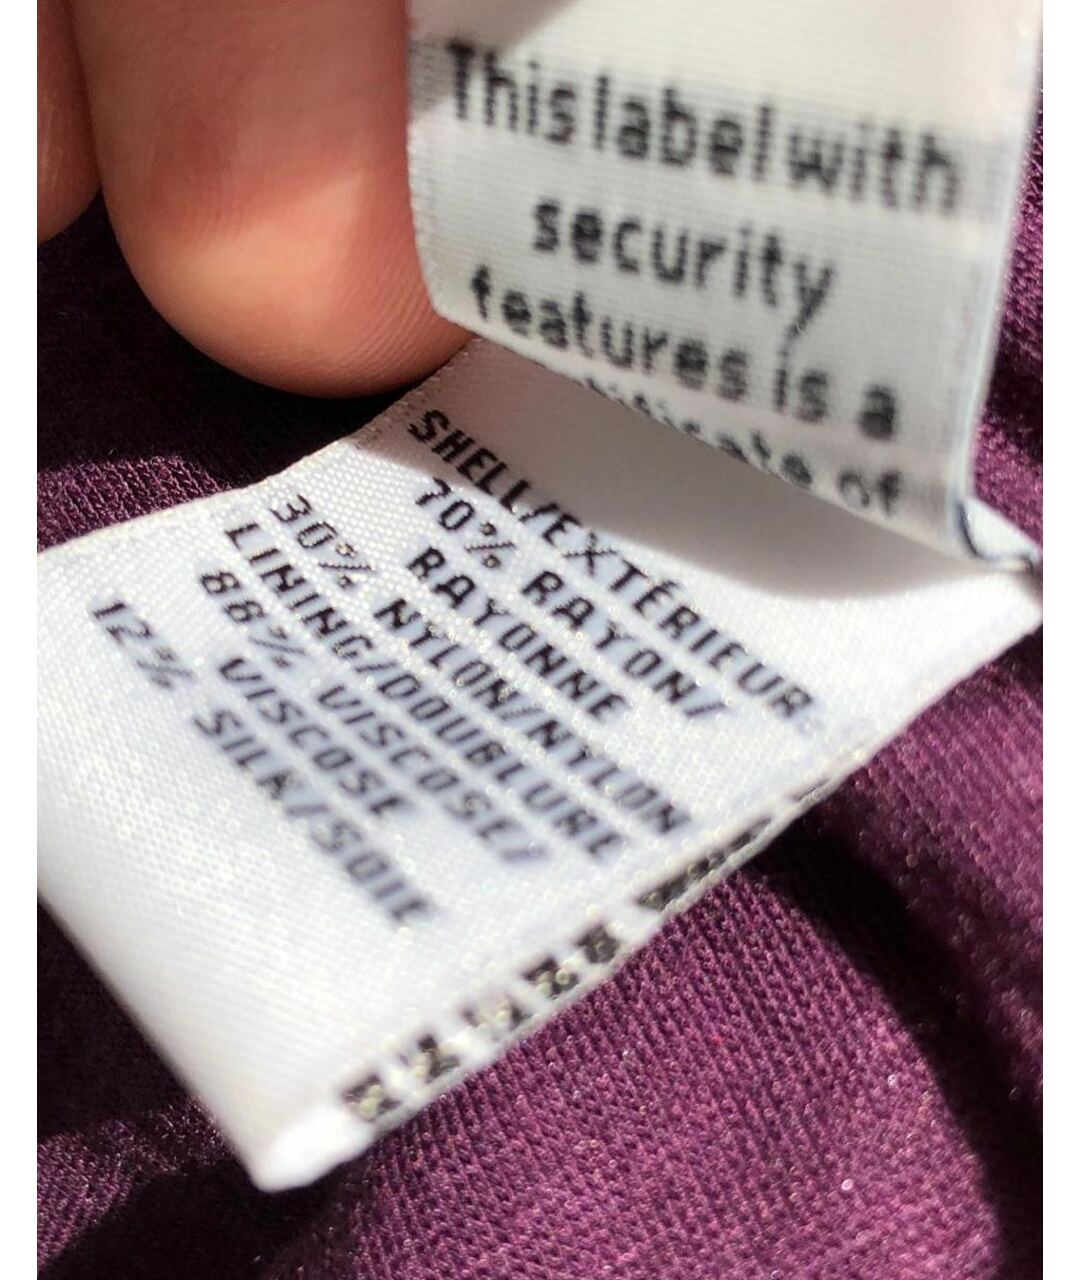 This label with
security
features is a
of
SHELL/EXTÉRIEUR
70% RAYON/
RAYONNE
30% NYLON/NYLON
LINING/DOUBLURE
88% VISCOSE/
VISCOSE
12% SILK/SOIE